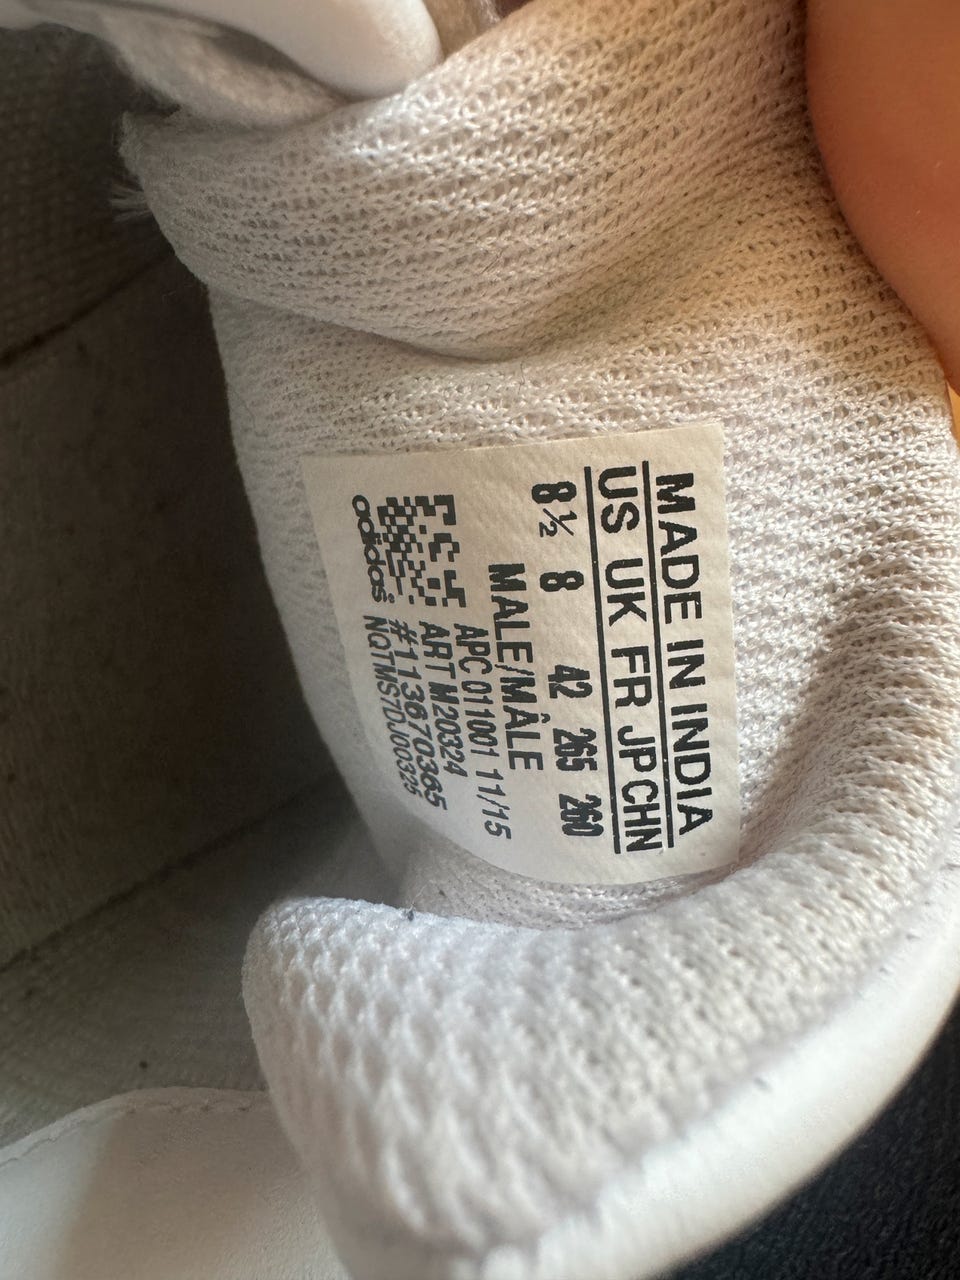 MADE IN INDIA
US UK FR JP CHN
8½ 8 42 265 260
MALE/MÂLE
APC 011001 11/15
ART M20324
#113670365
adidas NQTMS7DJ00325